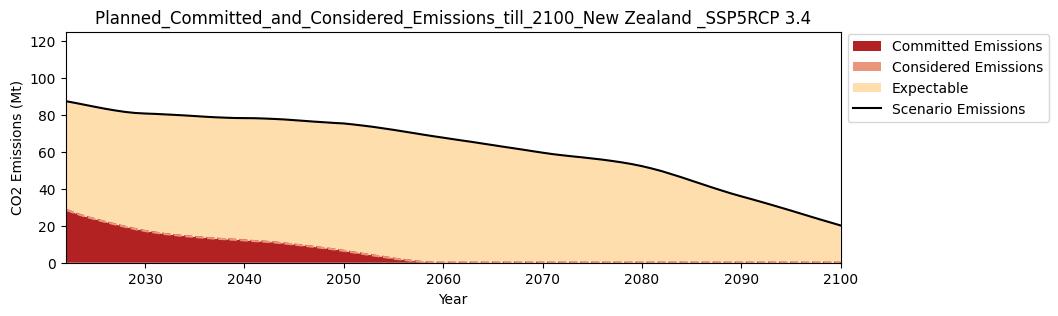 Planned_Committed_and_Considered_Emissions_till_2100_New Zealand _SSP5RCP 3.4
120
100
80
60
40
20
0
CO2 Emissions (Mt)
2030 2040 2050 2060 2070 2080 2090 2100
Year
Committed Emissions
Considered Emissions
Expectable
Scenario Emissions